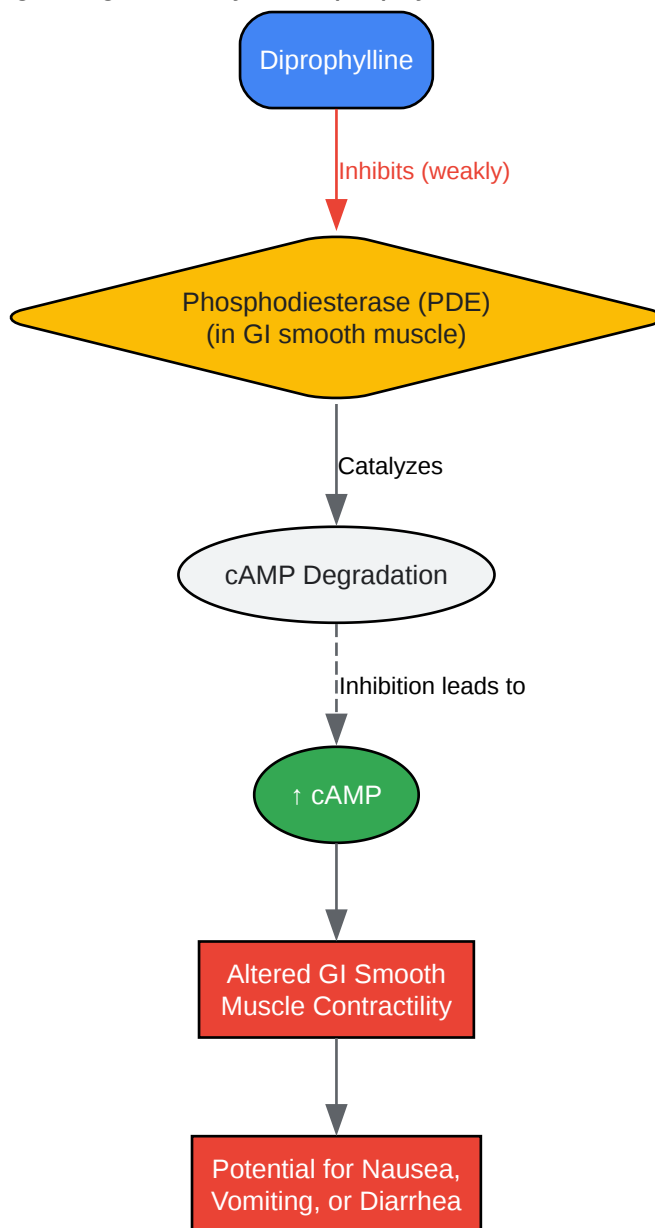 Diprophylline
Inhibits (weakly)
Phosphodiesterase (PDE)
(in GI smooth muscle)
Catalyzes
cAMP Degradation
Inhibition leads to
↑ cAMP
Altered GI Smooth
Muscle Contractility
Potential for Nausea,
Vomiting, or Diarrhea